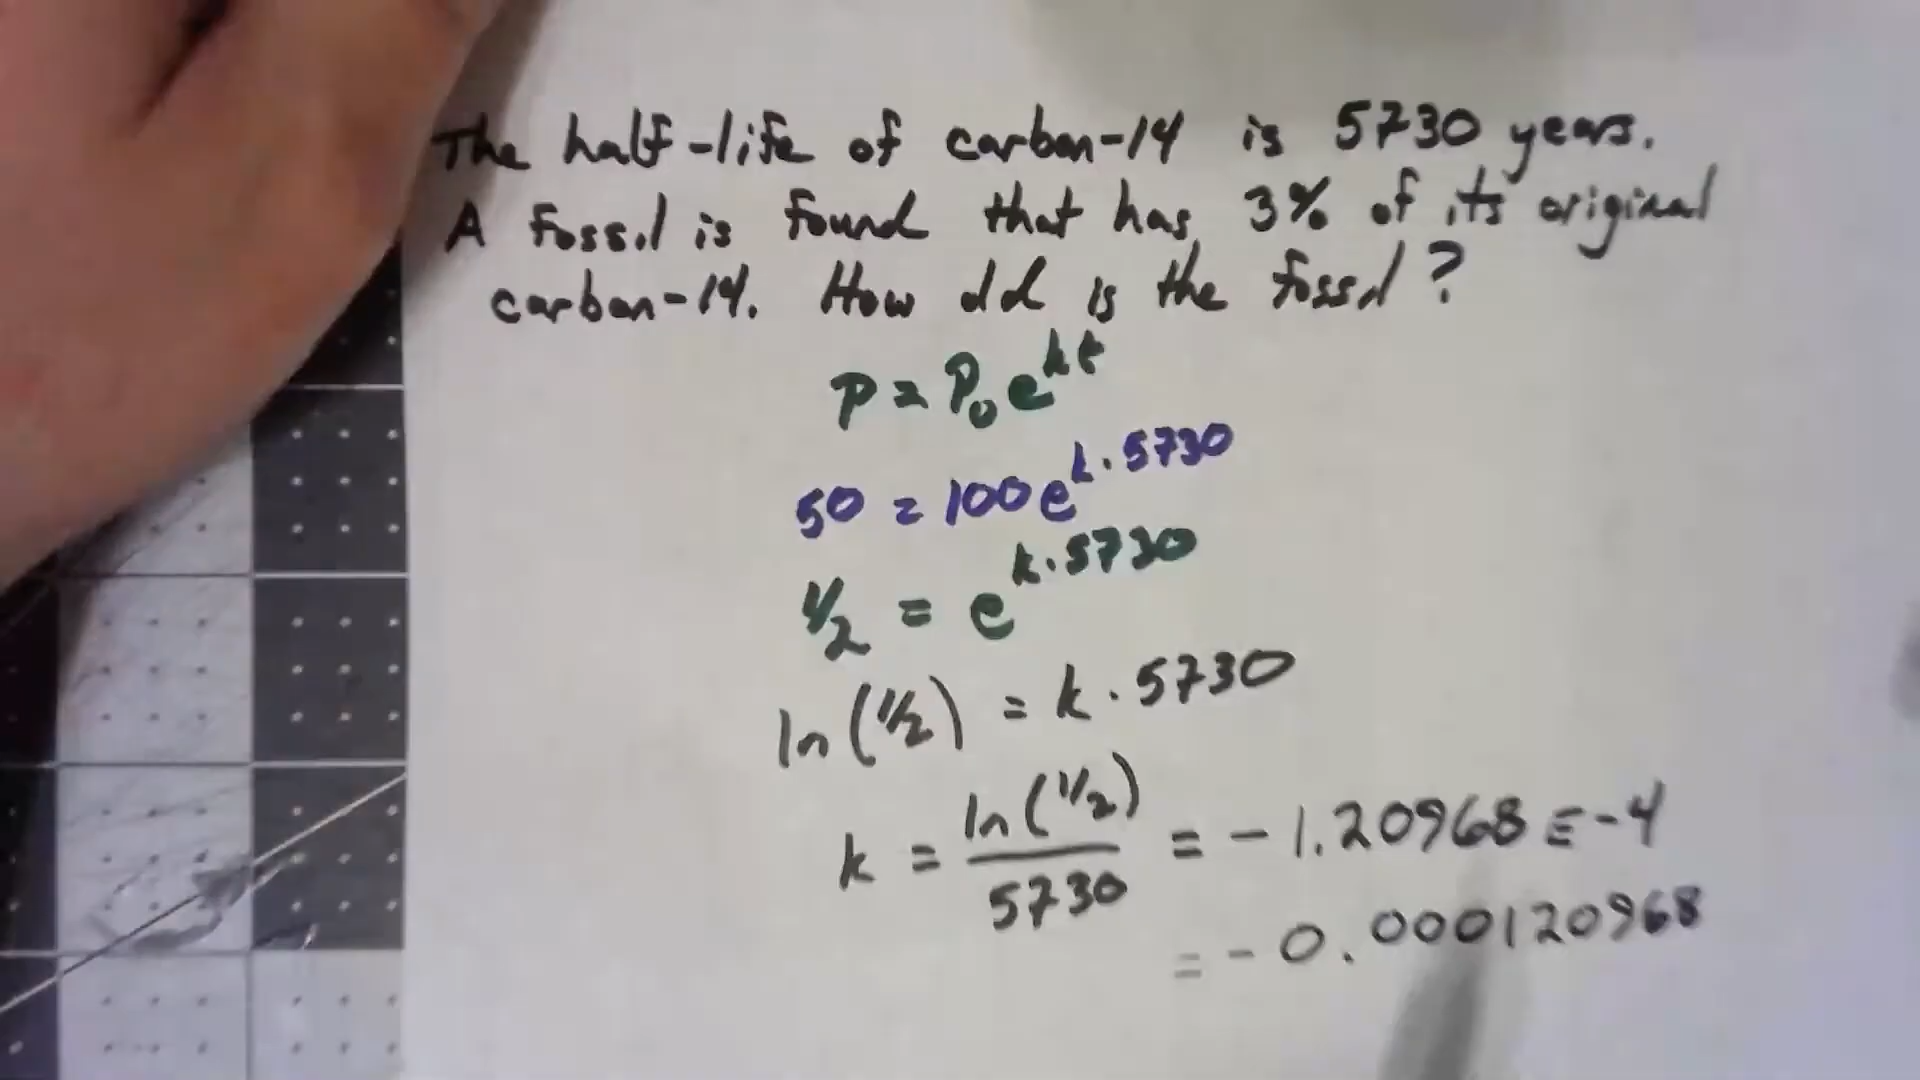 The half-life of carbon-14 is 5730 years.
A fossil is found that has 3% of its original
carbon-14. How old is the fossil?
P = P₀e^kt
50 = 100e^k·5730
1/2 = e^k·5730
ln(1/2) = k·5730
k = ln(1/2)/5730 = -1.20968E-4
= -0.000120968